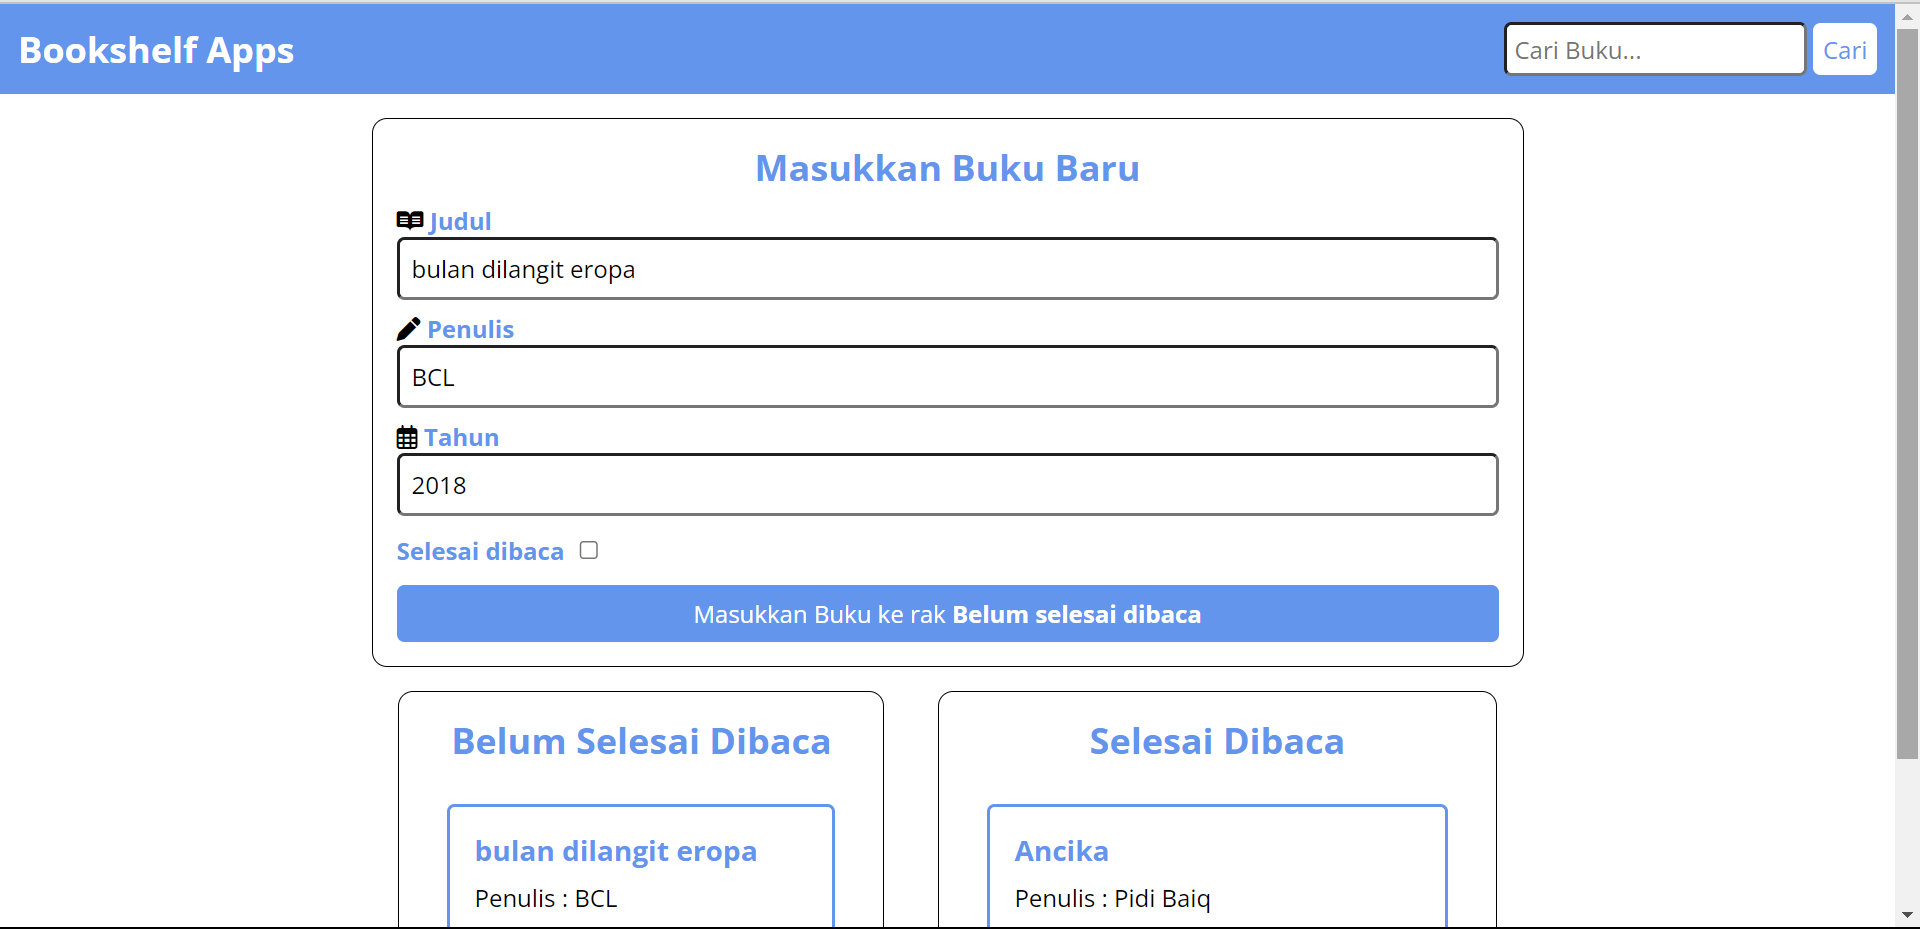 Bookshelf Apps
Cari Buku...
Cari
Masukkan Buku Baru
Judul
bulan dilangit eropa
Penulis
BCL
Tahun
2018
Selesai dibaca
Masukkan Buku ke rak Belum selesai dibaca
Belum Selesai Dibaca
bulan dilangit eropa
Penulis : BCL
Selesai Dibaca
Ancika
Penulis : Pidi Baiq